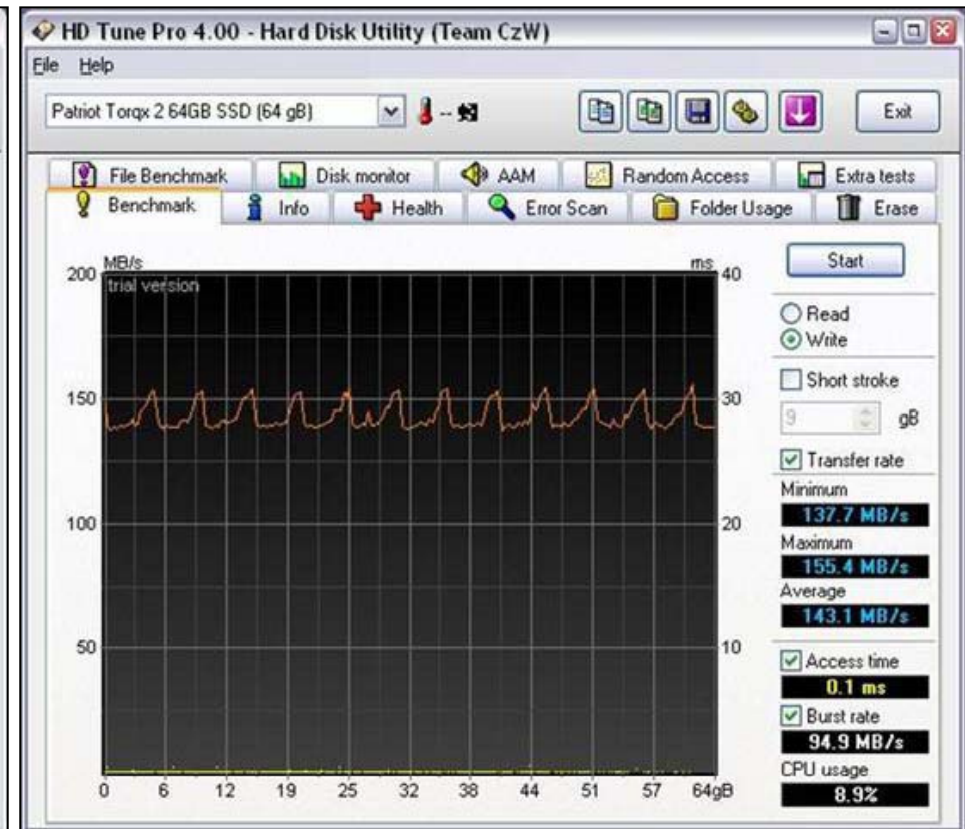 HD Tune Pro 4.00 - Hard Disk Utility (Team CzW)
File Help
Patriot Torqx 2 64GB SSD (64 gB)
--
Exit
File Benchmark Disk monitor AAM Random Access Extra tests
Benchmark Info Health Error Scan Folder Usage Erase
MB/s ms
trial version
200 40
150 30
100 20
50 10
0 6 12 19 25 32 38 44 51 57 64gB
Start
Read
Write
Short stroke
9 gB
Transfer rate
Minimum
137.7 MB/s
Maximum
155.4 MB/s
Average
143.1 MB/s
Access time
0.1 ms
Burst rate
94.9 MB/s
CPU usage
8.9%